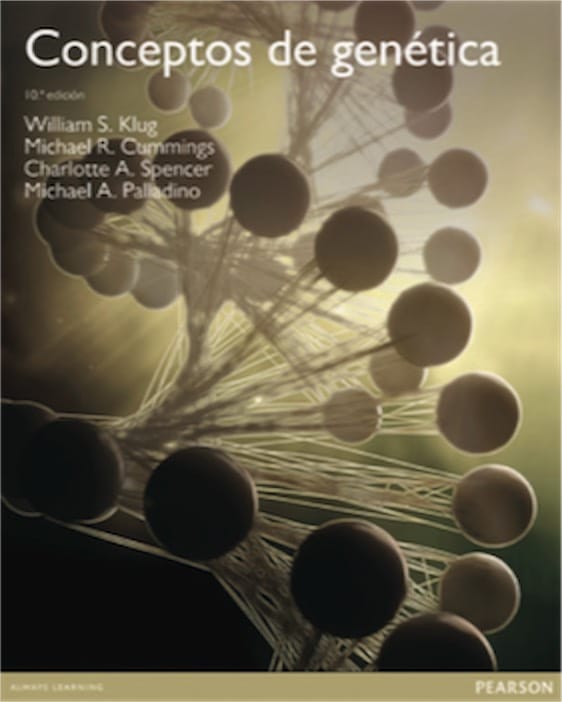 Conceptos de genética
10.ª edición
William S. Klug
Michael R. Cummings
Charlotte A. Spencer
Michael A. Palladino
ALWAYS LEARNING
PEARSON